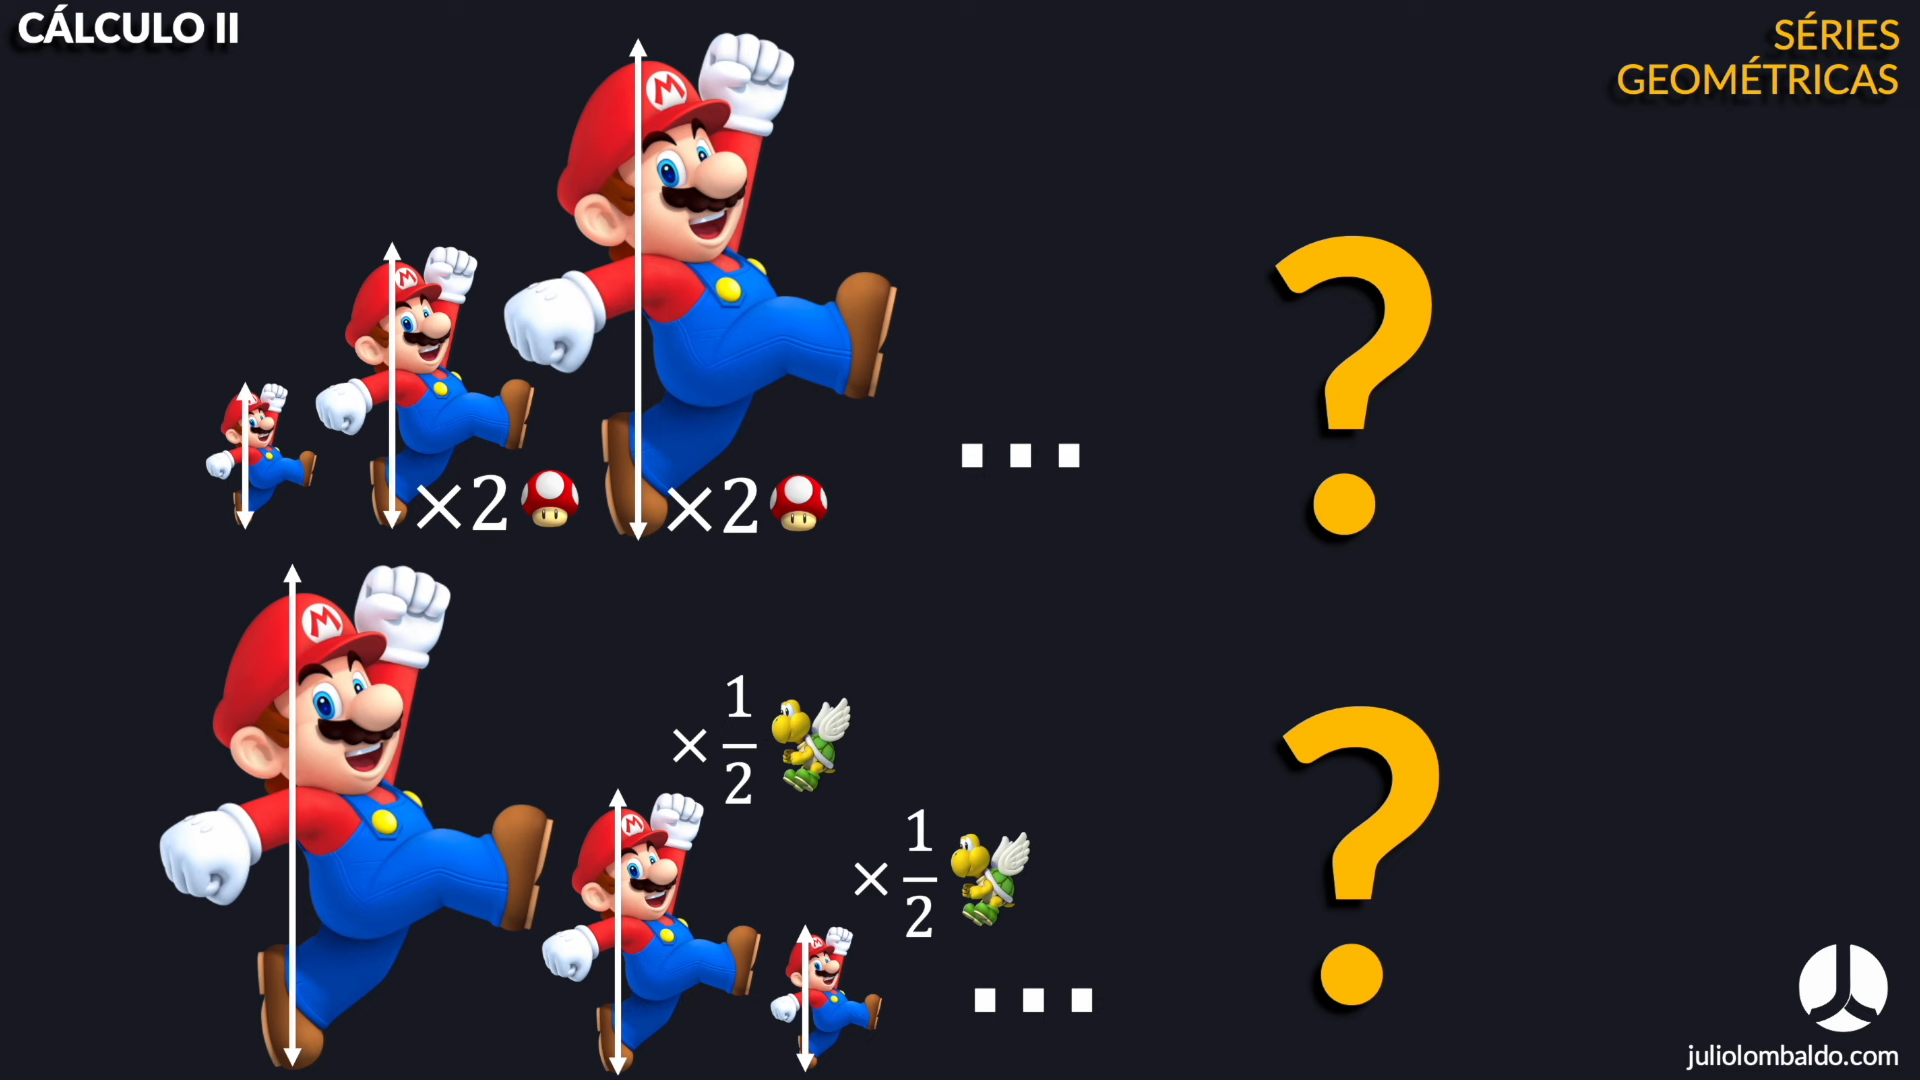 CÁLCULO II
SÉRIES
GEOMÉTRICAS
M
M
×2
×2
?
M
× 1/2
M
× 1/2
...
...
?
juliolombaldo.com